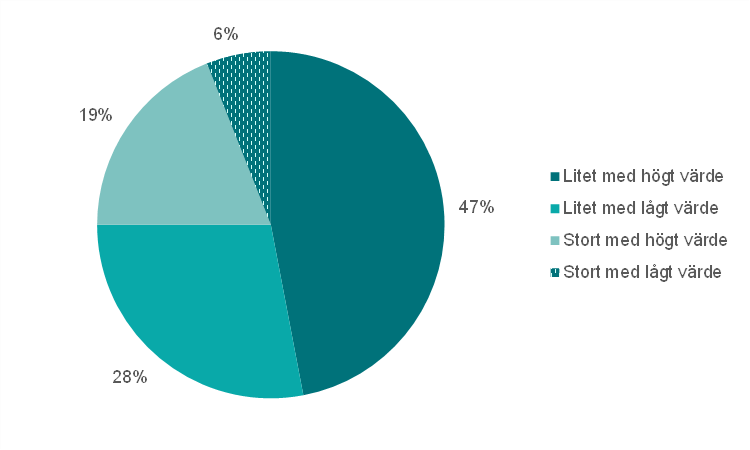 6%
19%
47%
28%
Litet med högt värde
Litet med lågt värde
Stort med högt värde
Stort med lågt värde